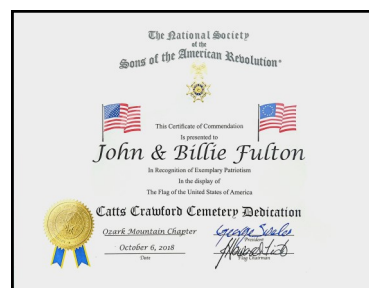 The National Society
of the
Sons of the American Revolution
This Certificate of Commendation
Is presented to
John & Billie Fulton
In Recognition of Exemplary Patriotism
In the display of
The Flag of the United States of America
Catts Crawford Cemetery Dedication
Ozark Mountain Chapter
President
October 6, 2018
Date
Flag Chairman